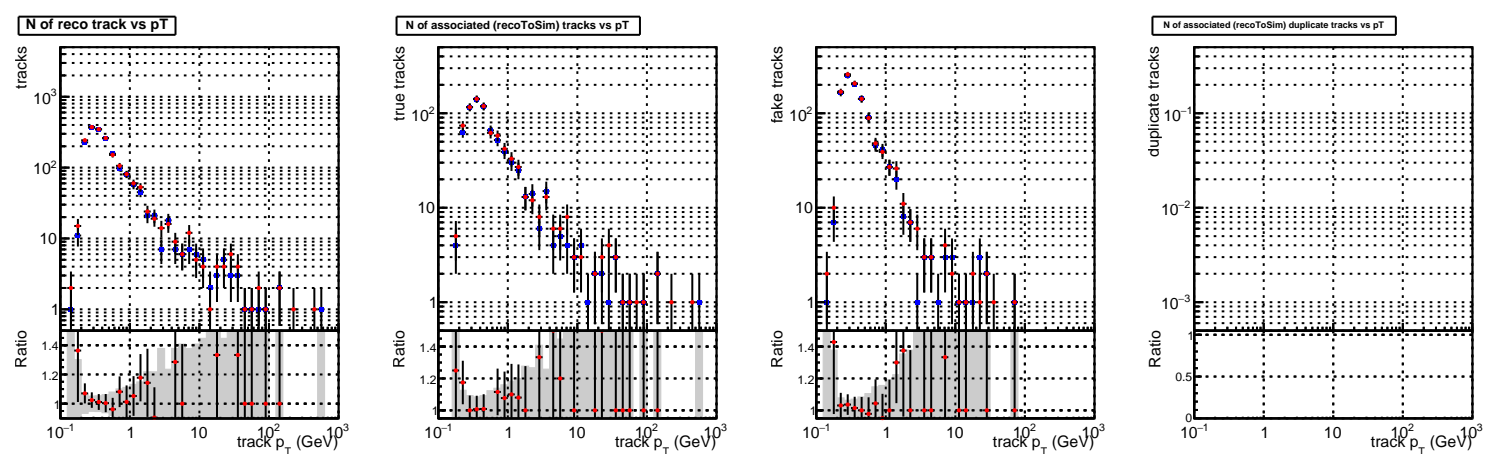 N of reco track vs pT
tracks
10³
10²
10
1
Ratio
1.4
1.2
1
10⁻¹ 1 10 10² 10³
track p_T (GeV)
N of associated (recoToSim) tracks vs pT
true tracks
10²
10
1
Ratio
1.4
1.2
1
10⁻¹ 1 10 10² 10³
track p_T (GeV)
fake tracks
10²
10
1
Ratio
1.4
1.2
1
10⁻¹ 1 10 10² 10³
track p_T (GeV)
N of associated (recoToSim) duplicate tracks vs pT
duplicate tracks
10⁻¹
10⁻²
10⁻³
Ratio
1
0.5
0
10⁻¹ 1 10 10² 10³
track p_T (GeV)